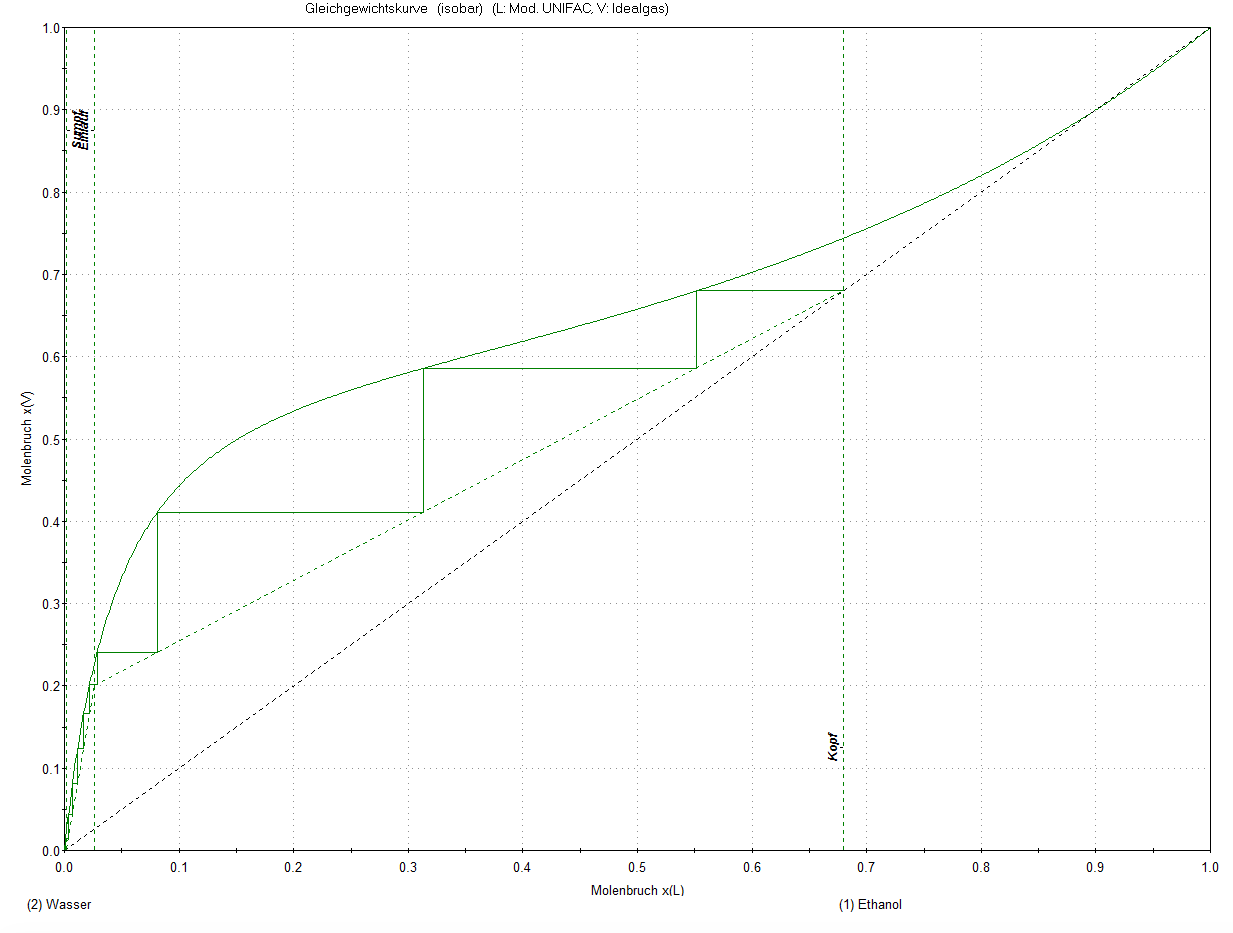 Gleichgewichtskurve (isobar) (L: Mod. UNIFAC, V: Idealgas)
1.0
0.9
0.8
0.7
0.6
0.5
0.4
0.3
0.2
0.1
0.0
Molenbruch x(V)
Sumpf
Einlauf
Kopf
0.0 0.1 0.2 0.3 0.4 0.5 0.6 0.7 0.8 0.9 1.0
Molenbruch x(L)
(2) Wasser (1) Ethanol